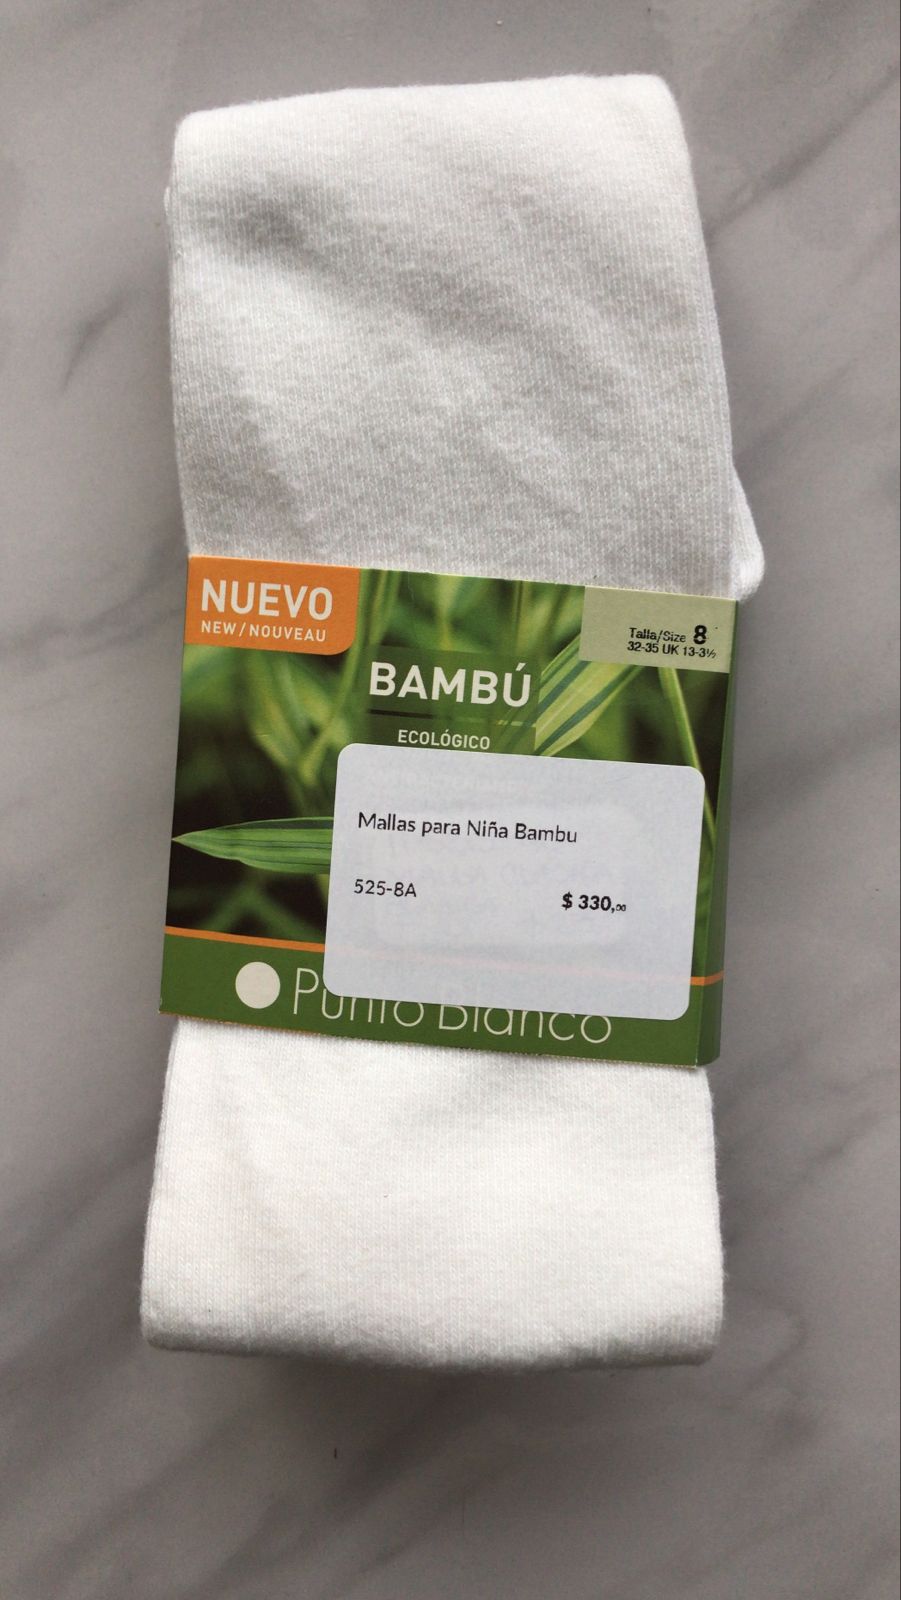 NUEVO
NEW/NOUVEAU
Talla/Size 8
32-35 UK 13-3½
BAMBÚ
ECOLÓGICO
Mallas para Niña Bambu
525-8A
$ 330,00
Punto Blanco